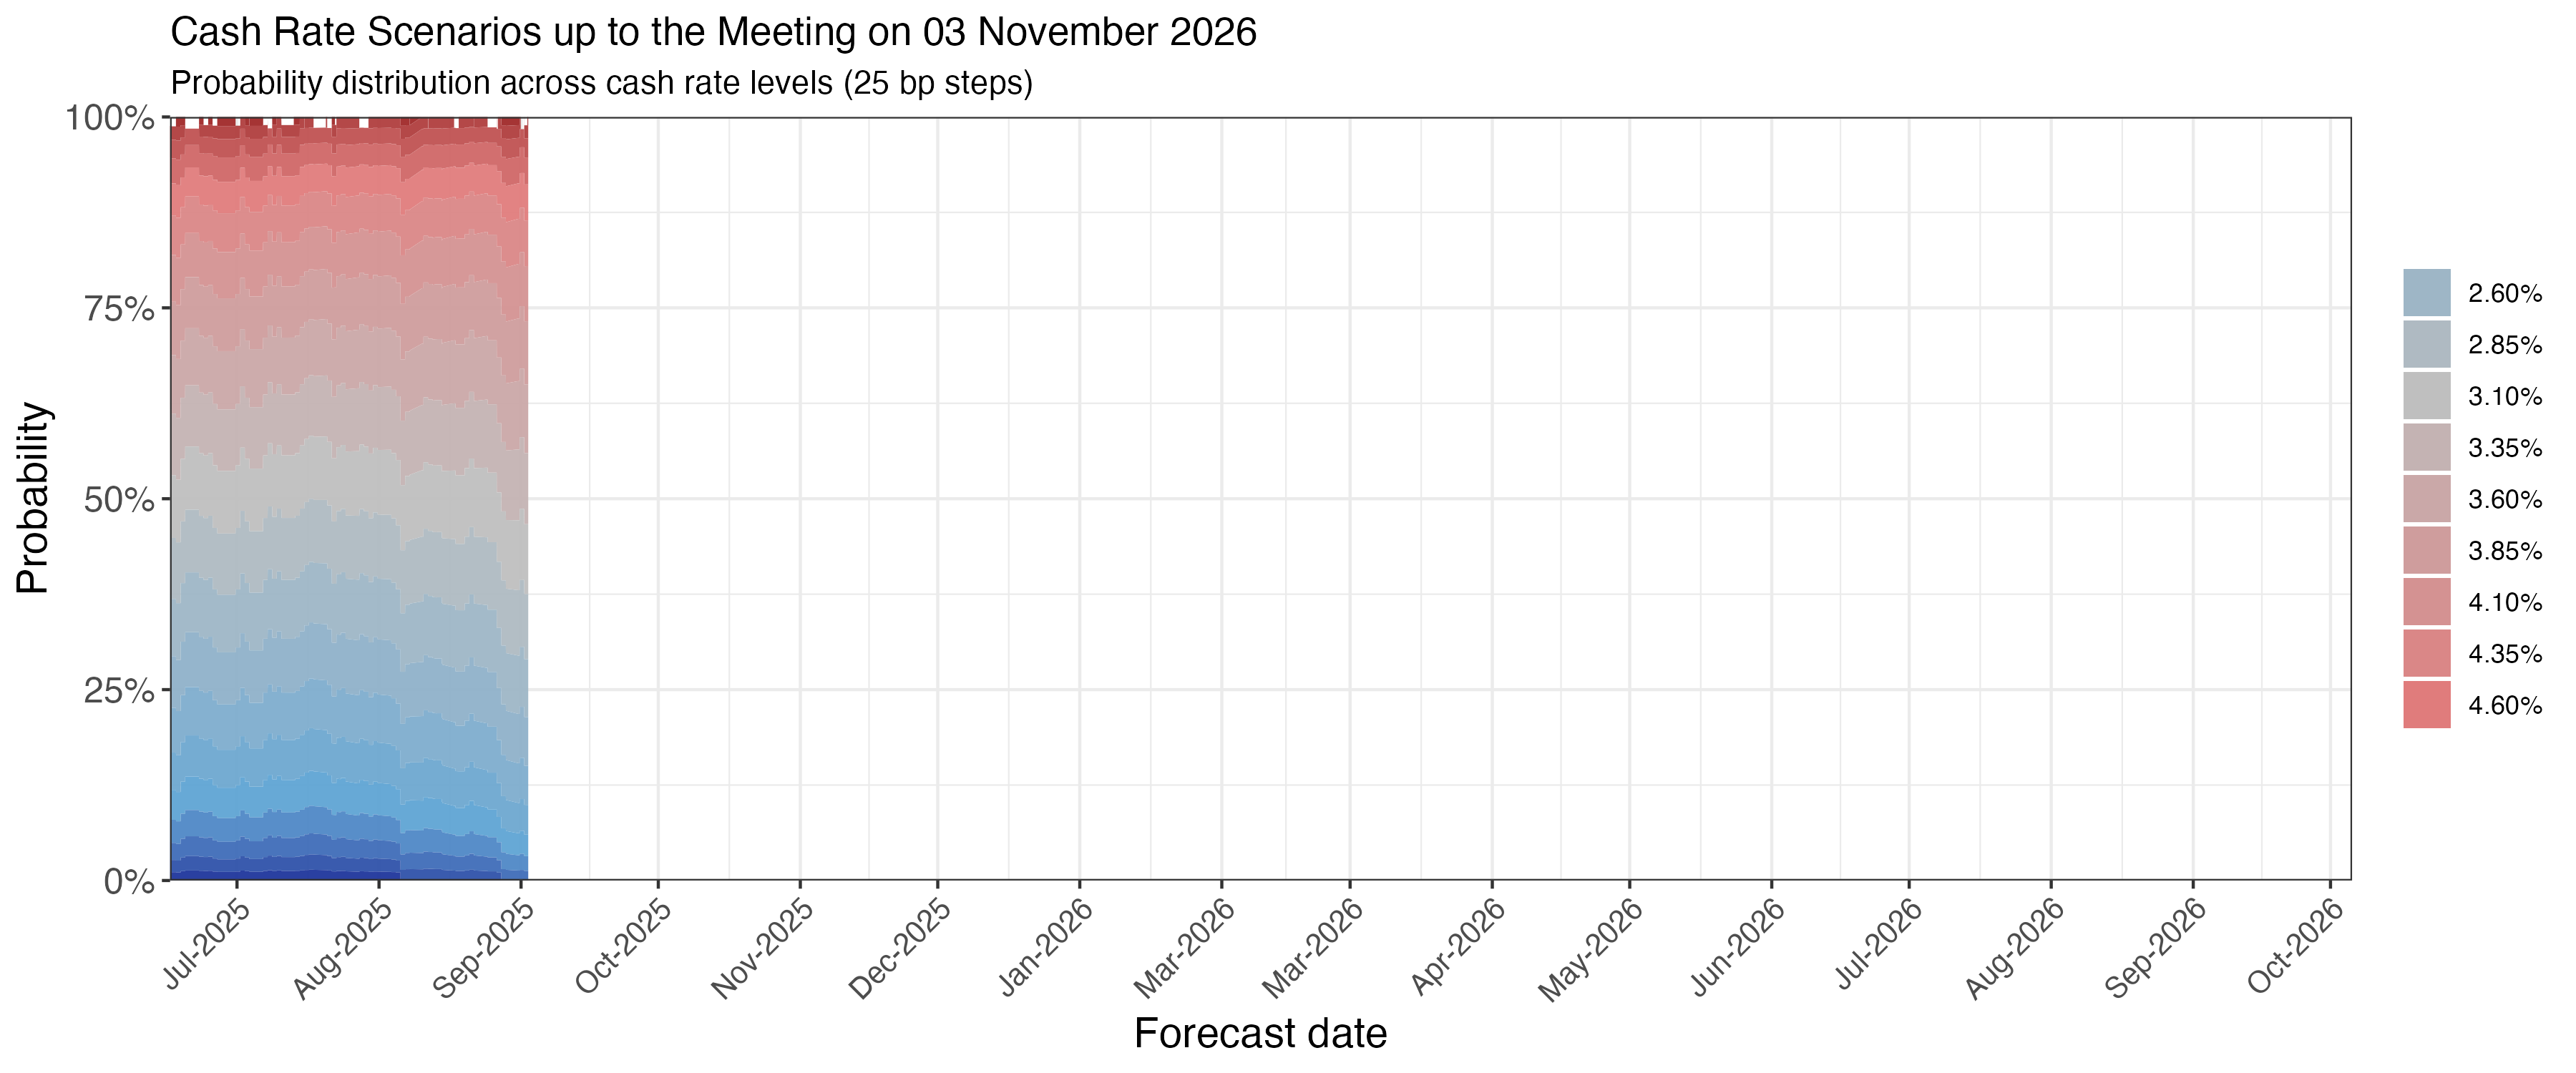 Cash Rate Scenarios up to the Meeting on 03 November 2026
Probability distribution across cash rate levels (25 bp steps)
Probability
100%
75%
50%
25%
0%
Jul-2025
Aug-2025
Sep-2025
Oct-2025
Nov-2025
Dec-2025
Jan-2026
Mar-2026
Mar-2026
Apr-2026
May-2026
Jun-2026
Jul-2026
Aug-2026
Sep-2026
Oct-2026
Forecast date
2.60%
2.85%
3.10%
3.35%
3.60%
3.85%
4.10%
4.35%
4.60%